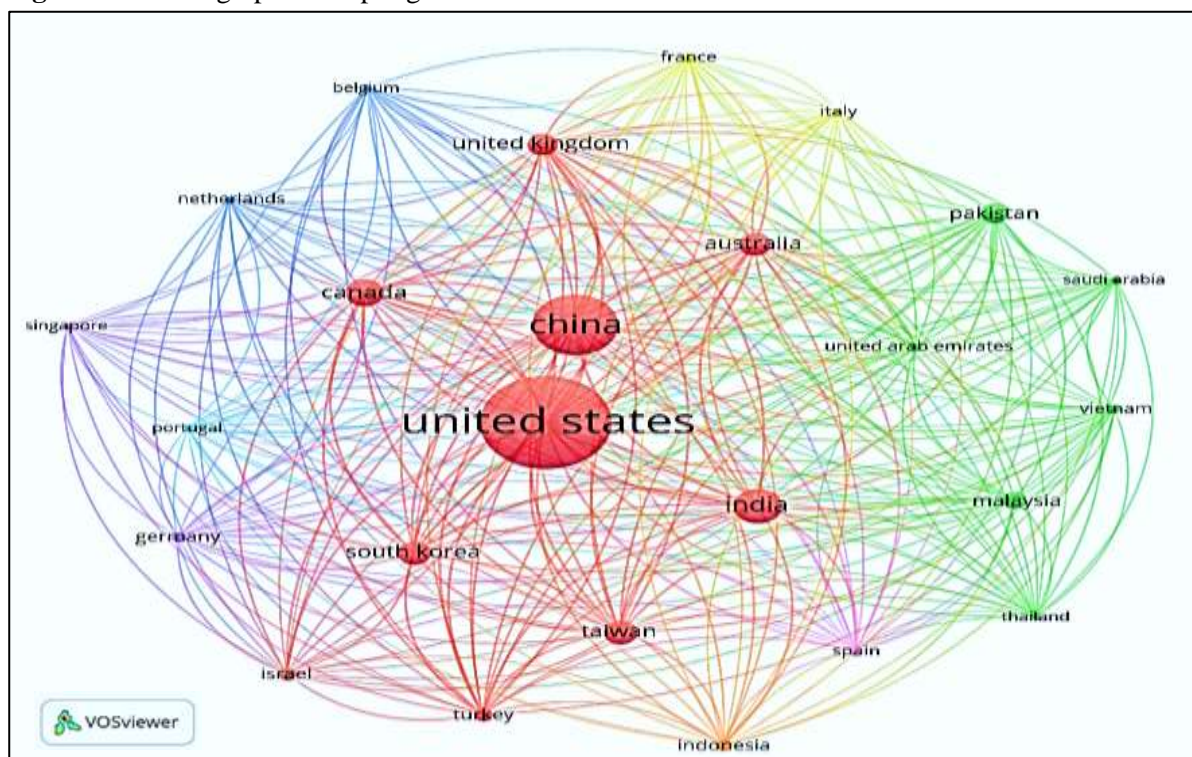 france
belgium
italy
united kingdom
netherlands
pakistan
australia
saudi arabia
canada
china
singapore
united arab emirates
vietnam
united states
portugal
malaysia
india
germany
south korea
thailand
taiwan
spain
israel
turkey
VOSviewer
indonesia